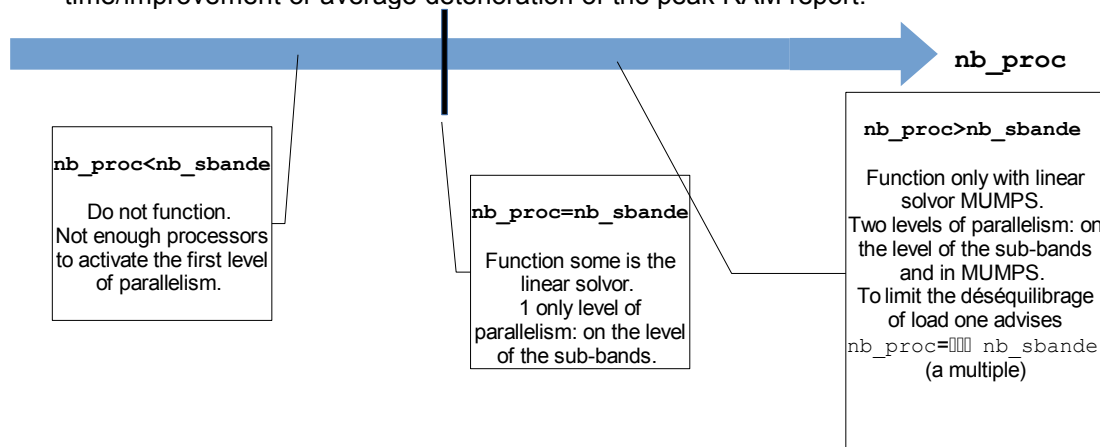 time/improvement or average deterioration of the peak RAM report.
nb_proc
nb_proc<nb_sbande
Do not function.
Not enough processors
to activate the first level
of parallelism.
nb_proc=nb_sbande
Function some is the
linear solvor.
1 only level of
parallelism: on the level
of the sub-bands.
nb_proc>nb_sbande
Function only with linear
solvor MUMPS.
Two levels of parallelism: on
the level of the sub-bands
and in MUMPS.
To limit the déséquilibrage
of load one advises
nb_proc= nb_sbande
(a multiple)